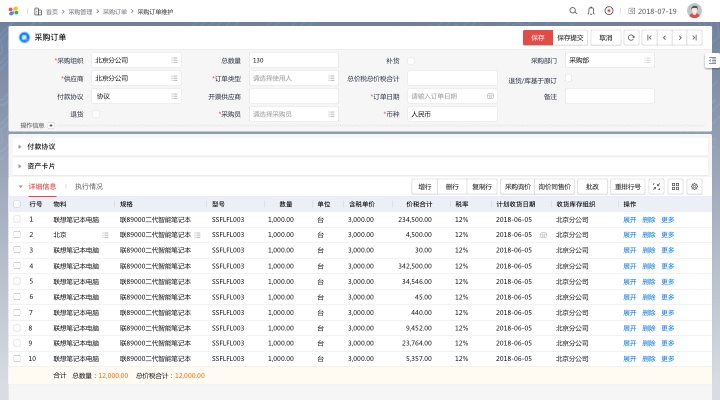 首页 > 采购管理 > 采购订单 > 采购订单维护 2018-07-19
采购订单 保存 保存提交 取消
*采购组织 北京分公司 总数量 130 补货 采购部门 采购部
*供应商 北京分公司 *订单类型 请选择使用人 总价税总价税合计 退货/库基于原订
付款协议 协议 开票供应商 *订单日期 请输入订单日期 备注
退货 *采购员 请选择采购员 *币种 人民币
操作信息
付款协议
资产卡片
详细信息 执行情况 增行 删行 复制行 采购询价 询价同售价 批改 重排行号
行号 物料 规格 型号 数量 单位 含税单价 价税合计 税率 计划收货日期 收货库存组织 操作
1 联想笔记本电脑 联89000二代智能笔记本 SSFLFL003 1,000.00 台 3,000.00 234,500.00 12% 2018-06-05 北京分公司 展开 删除 更多
2 北京 联89000二代智能笔记本 SSFLFL003 1,000.00 台 3,000.00 4,500.00 12% 2018-06-05 北京分公司 展开 删除 更多
3 联想笔记本电脑 联89000二代智能笔记本 SSFLFL003 1,000.00 台 3,000.00 30.00 12% 2018-06-05 北京分公司 展开 删除 更多
4 联想笔记本电脑 联89000二代智能笔记本 SSFLFL003 1,000.00 台 3,000.00 342,500.00 12% 2018-06-05 北京分公司 展开 删除 更多
5 联想笔记本电脑 联89000二代智能笔记本 SSFLFL003 1,000.00 台 3,000.00 34,546.00 12% 2018-06-05 北京分公司 展开 删除 更多
6 联想笔记本电脑 联89000二代智能笔记本 SSFLFL003 1,000.00 台 3,000.00 45.00 12% 2018-06-05 北京分公司 展开 删除 更多
7 联想笔记本电脑 联89000二代智能笔记本 SSFLFL003 1,000.00 台 3,000.00 440.00 12% 2018-06-05 北京分公司 展开 删除 更多
8 联想笔记本电脑 联89000二代智能笔记本 SSFLFL003 1,000.00 台 3,000.00 9,452.00 12% 2018-06-05 北京分公司 展开 删除 更多
9 联想笔记本电脑 联89000二代智能笔记本 SSFLFL003 1,000.00 台 3,000.00 23,764.00 12% 2018-06-05 北京分公司 展开 删除 更多
10 联想笔记本电脑 联89000二代智能笔记本 SSFLFL003 1,000.00 台 3,000.00 5,357.00 12% 2018-06-05 北京分公司 展开 删除 更多
合计 总数量：12,000.00 总价税合计：12,000.00